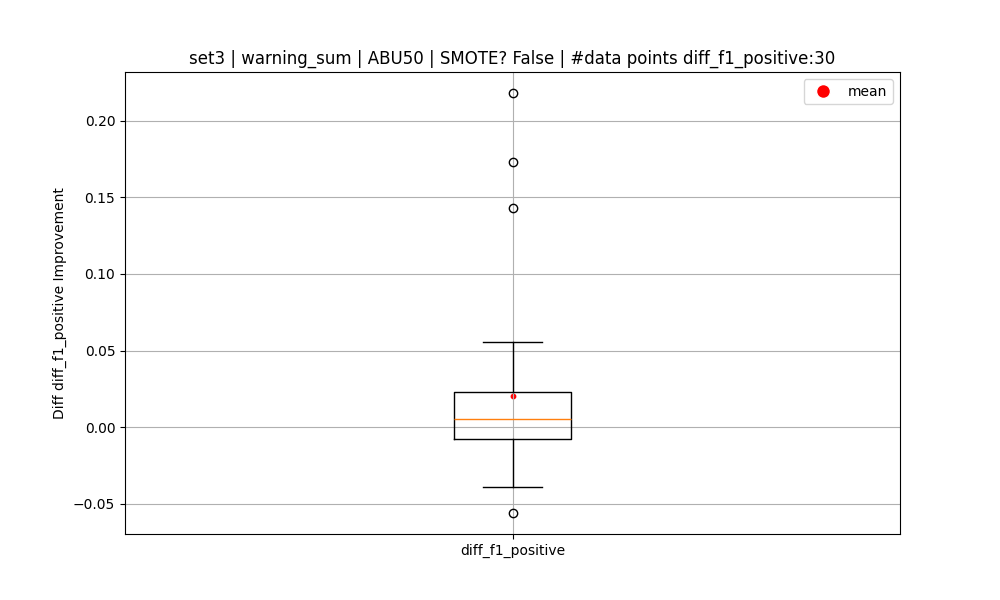 set3 | warning_sum | ABU50 | SMOTE? False | #data points diff_f1_positive:30
mean
0.20
0.15
0.10
0.05
0.00
−0.05
Diff diff_f1_positive Improvement
diff_f1_positive